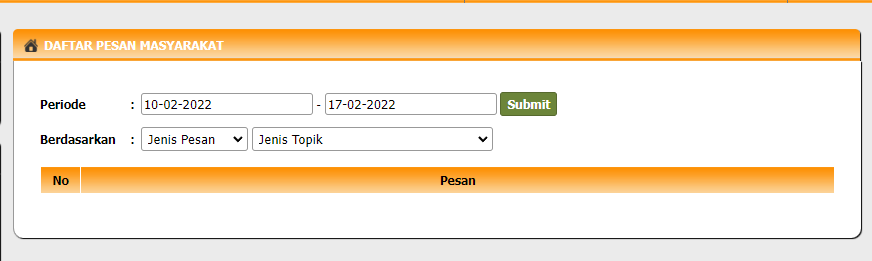 DAFTAR PESAN MASYARAKAT
Periode : 10-02-2022 - 17-02-2022 Submit
Berdasarkan : Jenis Pesan Jenis Topik
No Pesan